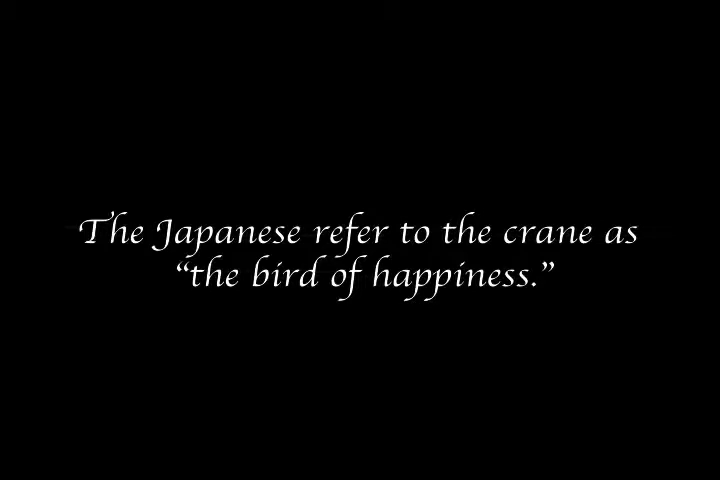 The Japanese refer to the crane as
“the bird of happiness.”